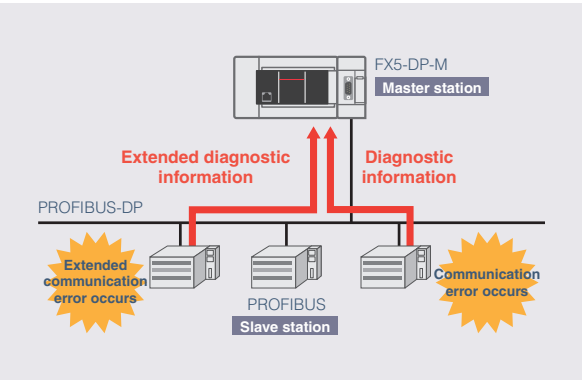 FX5-DP-M
Master station
Extended diagnostic
information
Diagnostic
information
PROFIBUS-DP
Extended
communication
error occurs
Communication
error occurs
PROFIBUS
Slave station